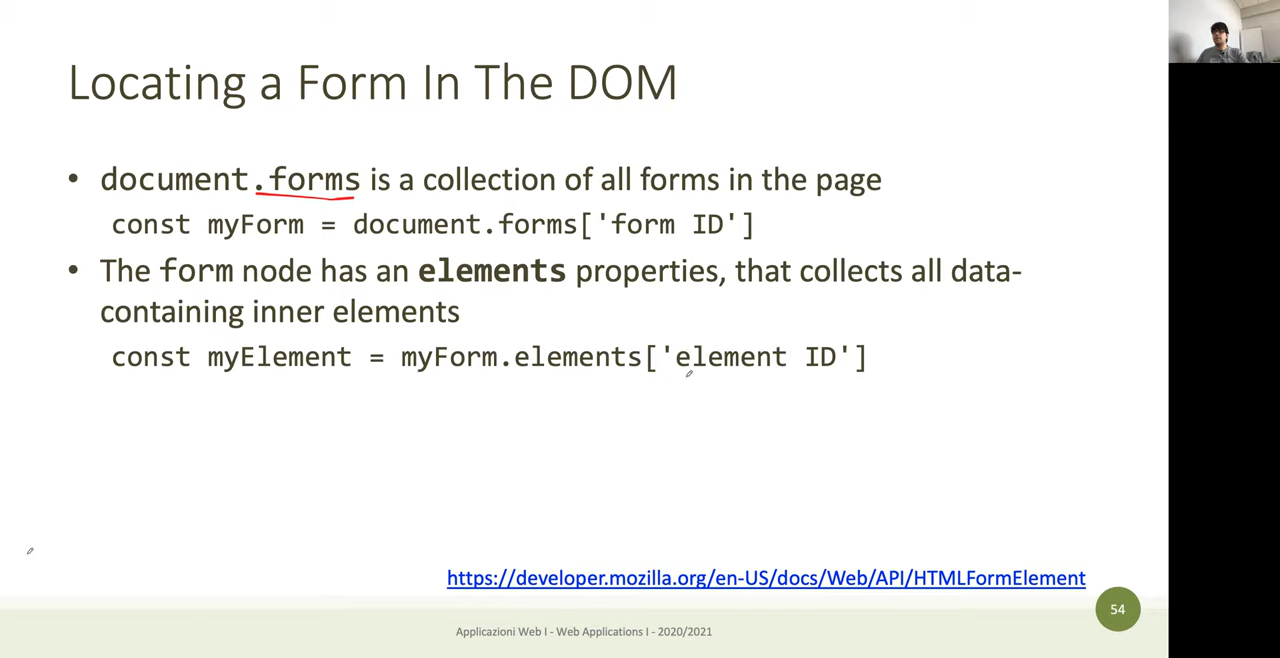 Locating a Form In The DOM
• document.forms is a collection of all forms in the page
const myForm = document.forms['form ID']
• The form node has an elements properties, that collects all data-
containing inner elements
const myElement = myForm.elements['element ID']
https://developer.mozilla.org/en-US/docs/Web/API/HTMLFormElement
54
Applicazioni Web I - Web Applications I - 2020/2021